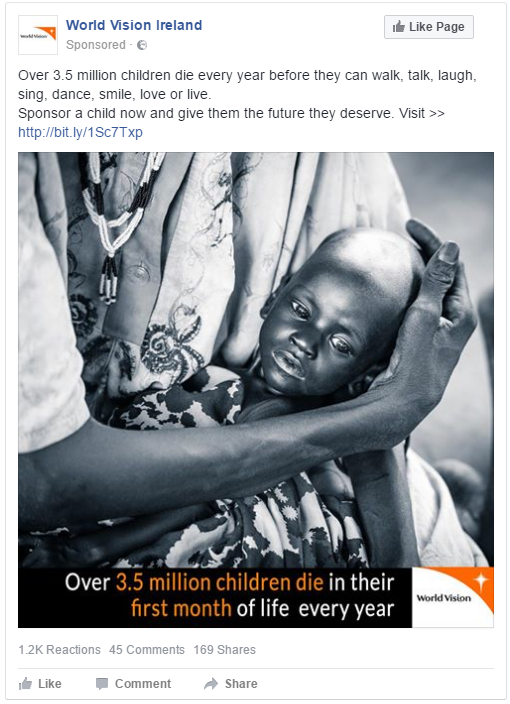 World Vision
World Vision Ireland
Sponsored ·
Like Page
Over 3.5 million children die every year before they can walk, talk, laugh,
sing, dance, smile, love or live.
Sponsor a child now and give them the future they deserve. Visit >>
http://bit.ly/1Sc7Txp
Over 3.5 million children die in their
first month of life every year
World Vision
1.2K Reactions 45 Comments 169 Shares
Like Comment Share